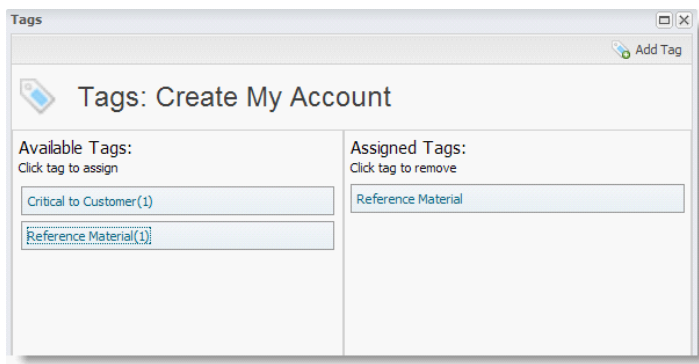 Tags
Add Tag
Tags: Create My Account
Available Tags:
Click tag to assign
Critical to Customer(1)
Reference Material(1)
Assigned Tags:
Click tag to remove
Reference Material